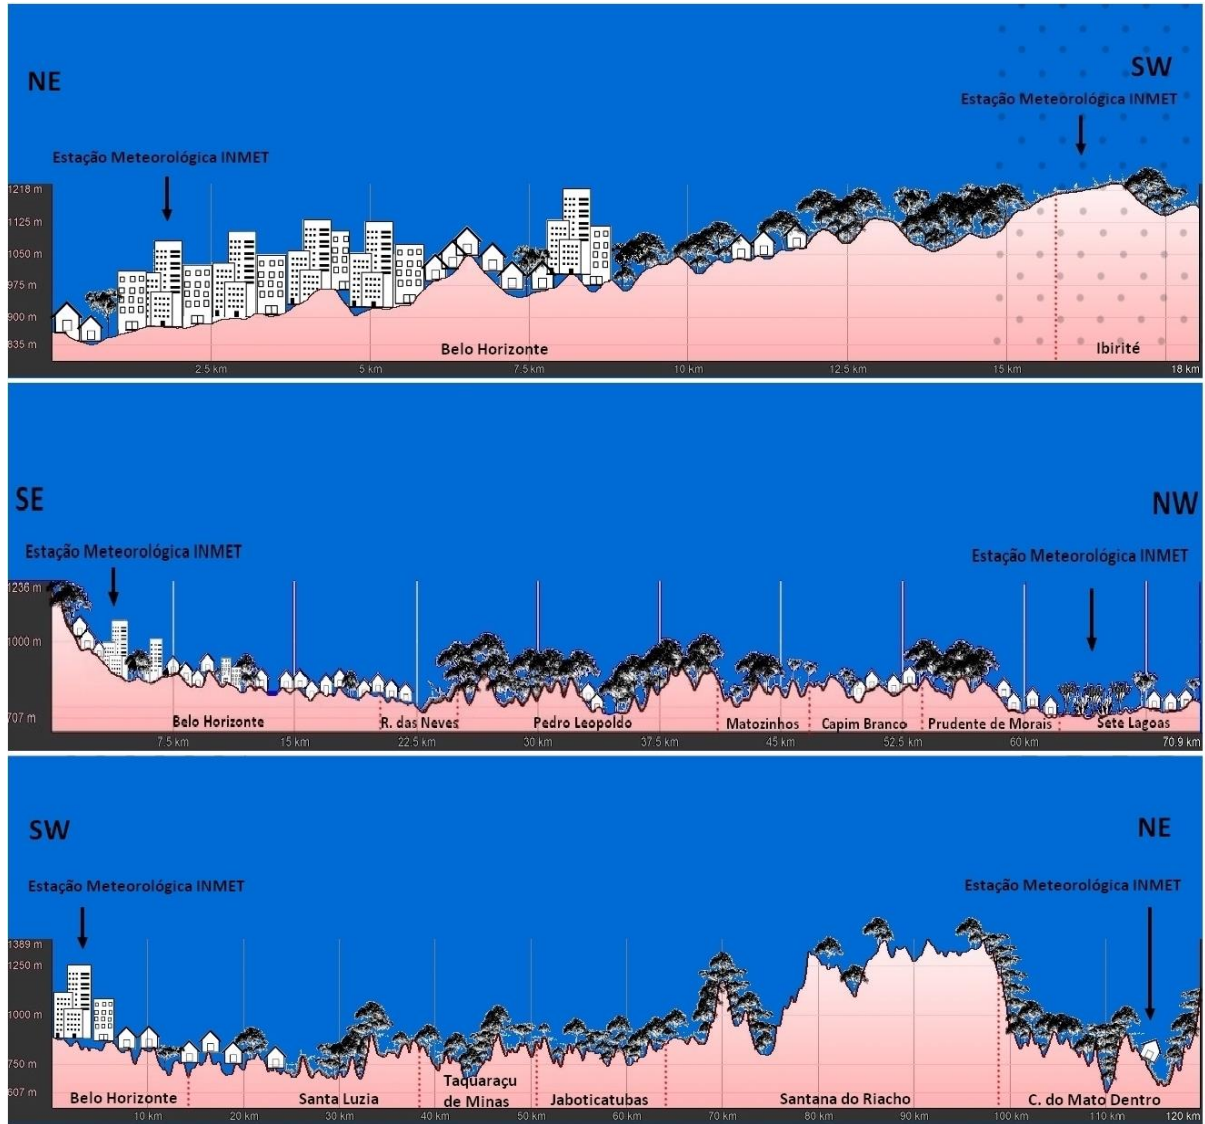 NE
SW
Estação Meteorológica INMET
Estação Meteorológica INMET
1218 m
1125 m
1050 m
975 m
900 m
835 m
Belo Horizonte
Ibirité
2.5 km
5 km
7.5 km
10 km
12.5 km
15 km
18 km
SE
NW
Estação Meteorológica INMET
Estação Meteorológica INMET
1236 m
1000 m
707 m
Belo Horizonte
R. das Neves
Pedro Leopoldo
Matozinhos
Capim Branco
Prudente de Morais
Sete Lagoas
7.5 km
15 km
22.5 km
30 km
37.5 km
45 km
52.5 km
60 km
70.9 km
SW
NE
Estação Meteorológica INMET
Estação Meteorológica INMET
1389 m
1250 m
1000 m
750 m
607 m
Belo Horizonte
Santa Luzia
Taquaraçu
de Minas
Jaboticatubas
Santana do Riacho
C. do Mato Dentro
10 km
20 km
30 km
40 km
50 km
60 km
70 km
80 km
90 km
100 km
110 km
120 km